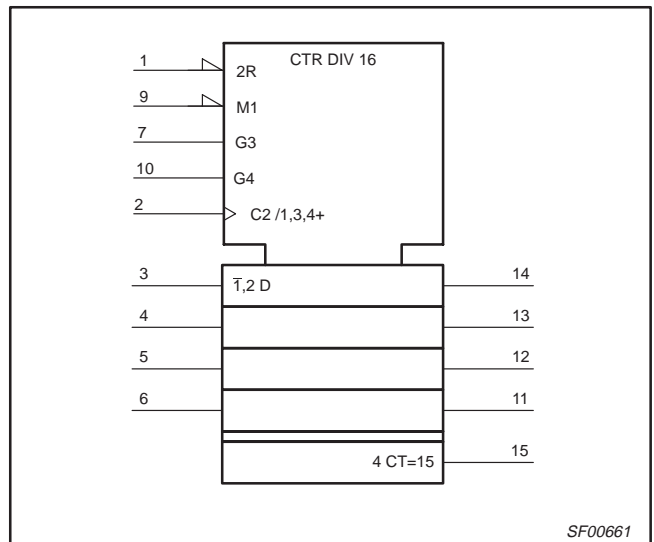 CTR DIV 16
1 2R
9 M1
7 G3
10 G4
2 C2 /1,3,4+
3 1̅,2 D 14
4 13
5 12
6 11
4 CT=15 15
SF00661